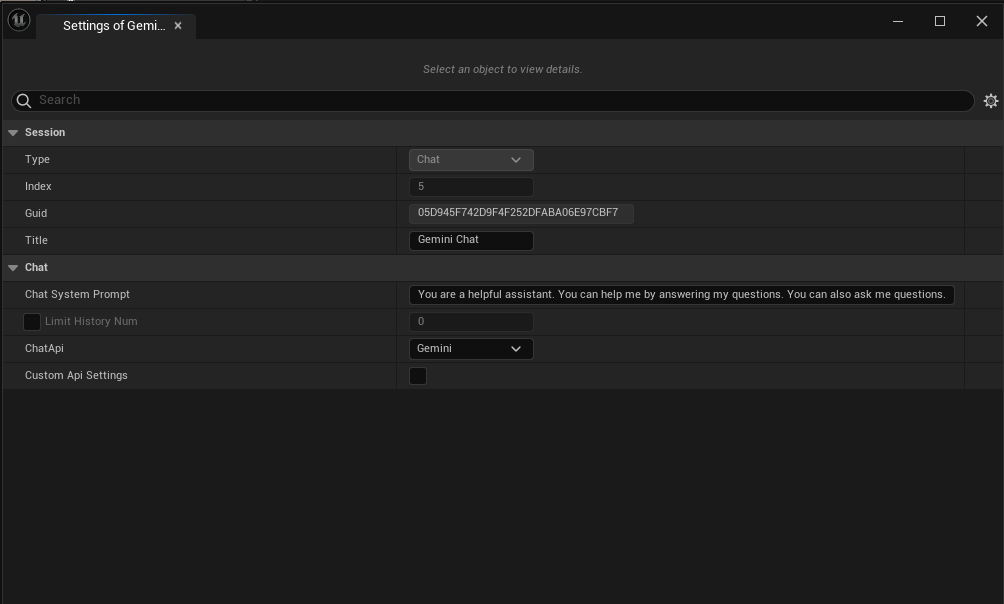 Settings of Gemi...
Select an object to view details.
Search
Session
Type Chat
Index 5
Guid 05D945F742D9F4F252DFABA06E97CBF7
Title Gemini Chat
Chat
Chat System Prompt You are a helpful assistant. You can help me by answering my questions. You can also ask me questions.
Limit History Num 0
ChatApi Gemini
Custom Api Settings